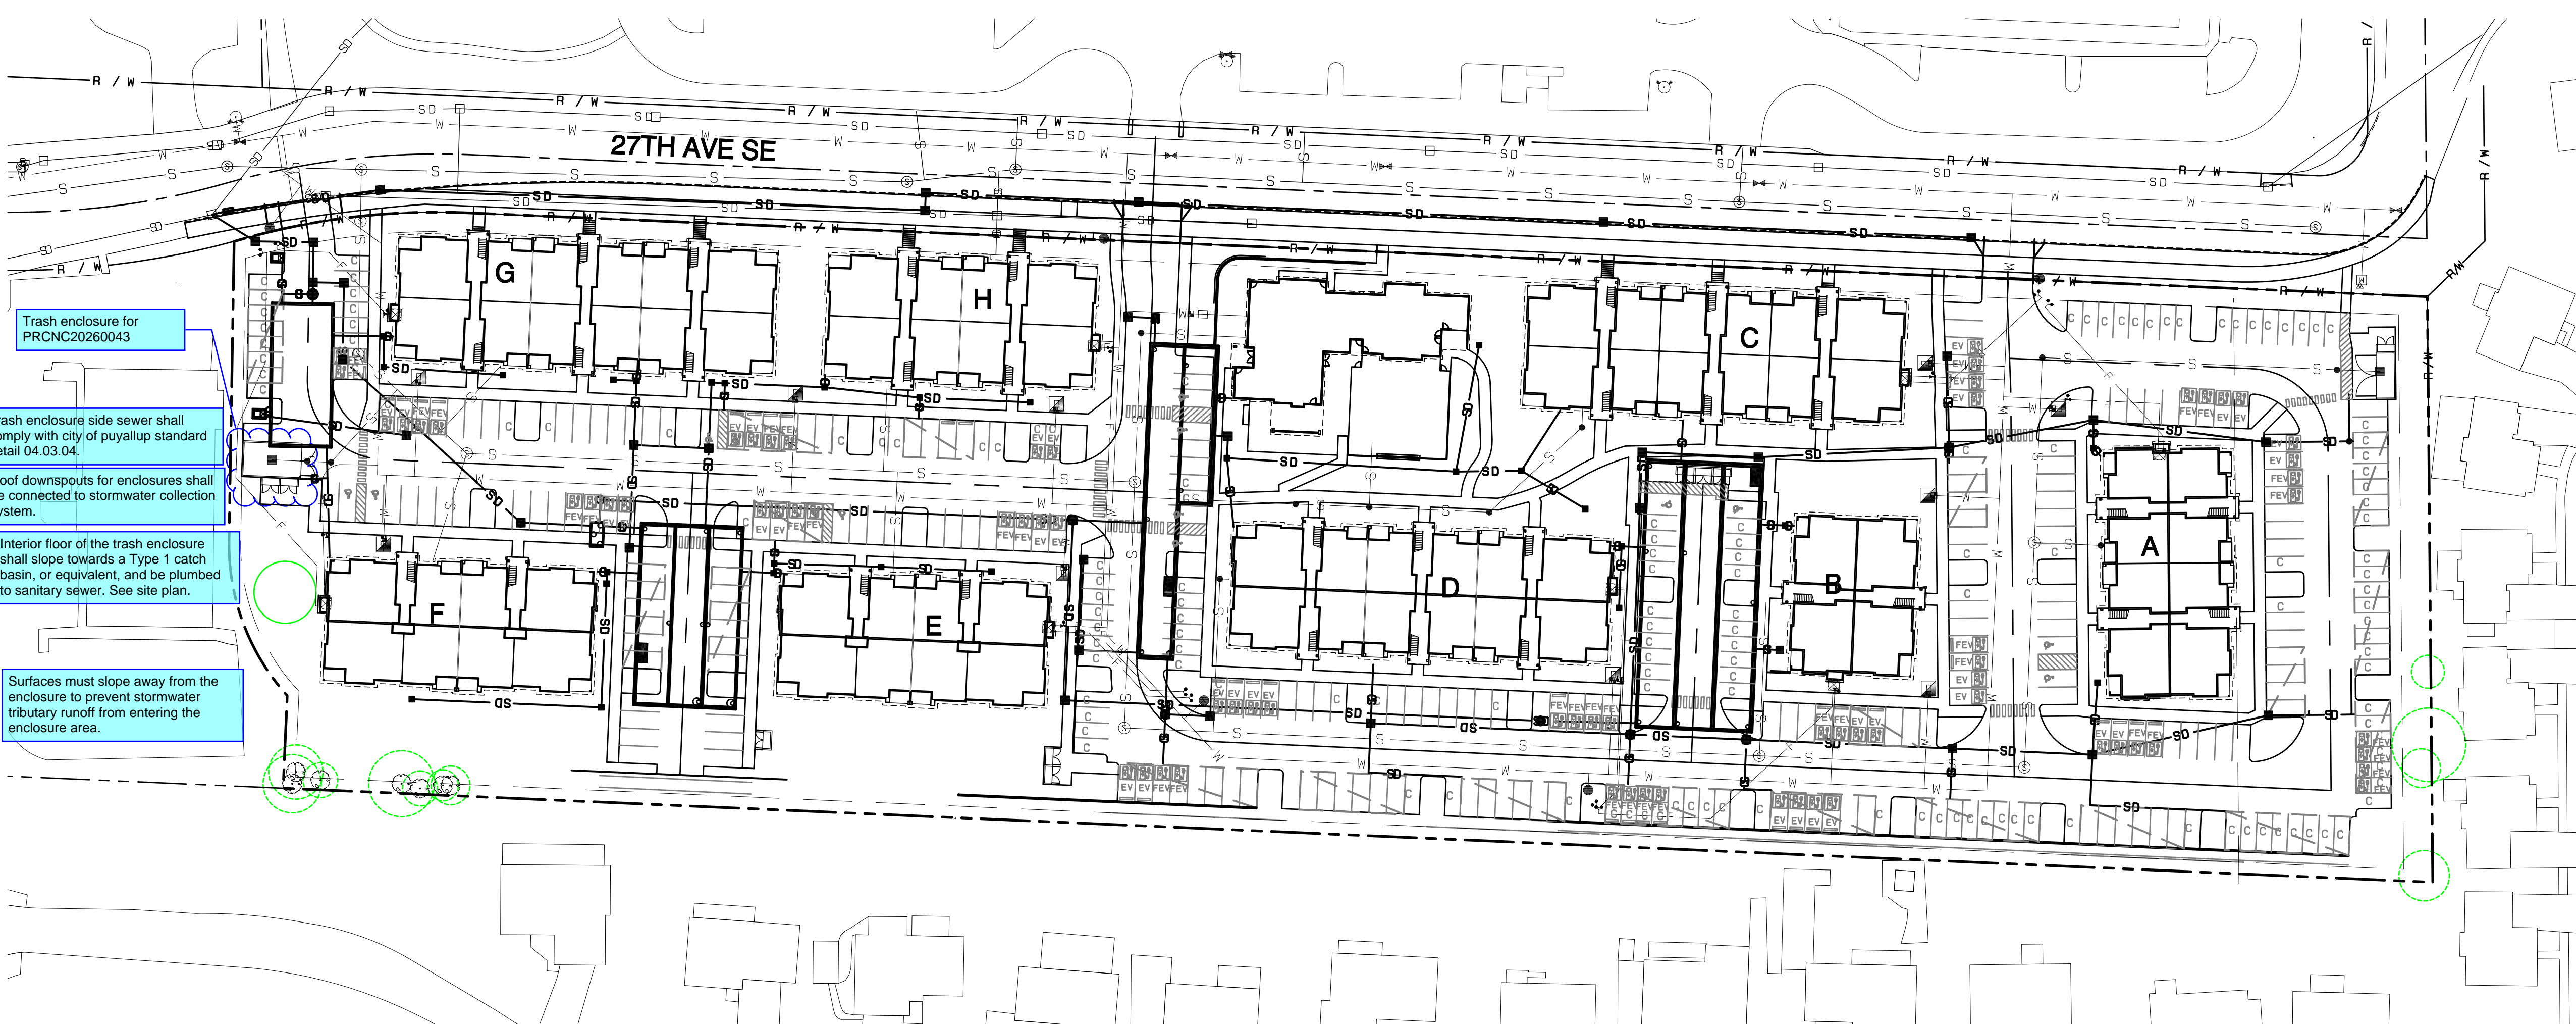 27TH AVE SE
G
H
C
Trash enclosure for
PRCNC20260043
rash enclosure side sewer shall
omply with city of puyallup standard
etail 04.03.04.
oof downspouts for enclosures shall
e connected to stormwater collection
ystem.
Interior floor of the trash enclosure
shall slope towards a Type 1 catch
basin, or equivalent, and be plumbed
to sanitary sewer. See site plan.
Surfaces must slope away from the
enclosure to prevent stormwater
tributary runoff from entering the
enclosure area.
F
E
D
B
A
R / W
SD
S
W
EV
FEV
C